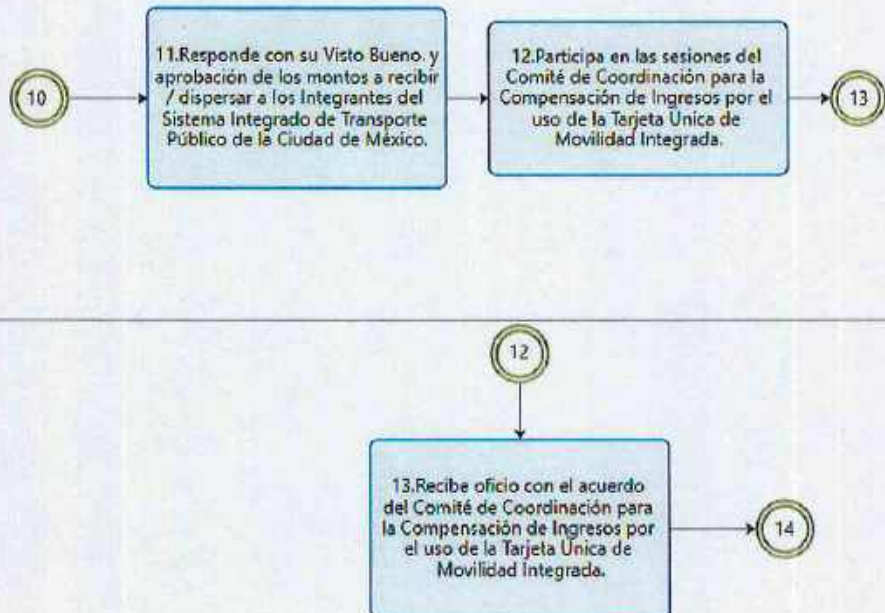 10
11.Responde con su Visto Bueno. y
aprobación de los montos a recibir
/ dispersar a los Integrantes del
Sistema Integrado de Transporte
Público de la Ciudad de México.
12.Participa en las sesiones del
Comité de Coordinación para la
Compensación de Ingresos por el
uso de la Tarjeta Unica de
Movilidad Integrada.
13
12
13.Recibe oficio con el acuerdo
del Comité de Coordinación para
la Compensación de Ingresos por
el uso de la Tarjeta Unica de
Movilidad Integrada.
14